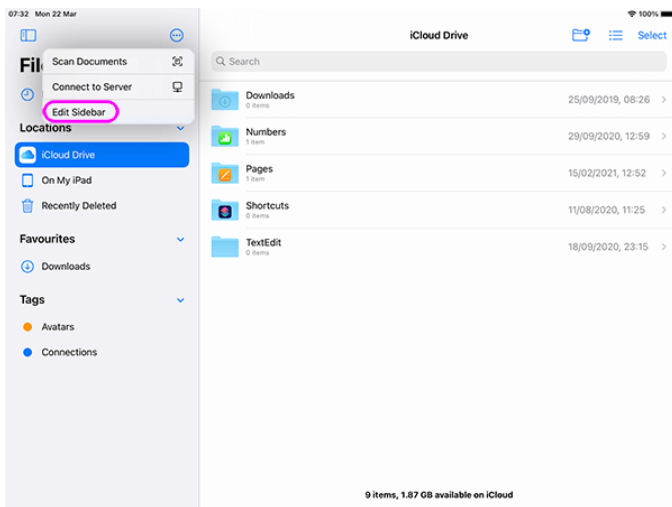 07:32 Mon 22 Mar
100%
iCloud Drive
Select
Scan Documents
Search
Connect to Server
Edit Sidebar
Locations
iCloud Drive
On My iPad
Recently Deleted
Favourites
Downloads
Tags
Avatars
Connections
Downloads
0 items
25/09/2019, 08:26
Numbers
1 item
29/09/2020, 12:59
Pages
1 item
15/02/2021, 12:52
Shortcuts
0 items
11/08/2020, 11:25
TextEdit
0 items
18/09/2020, 23:15
9 items, 1.87 GB available on iCloud